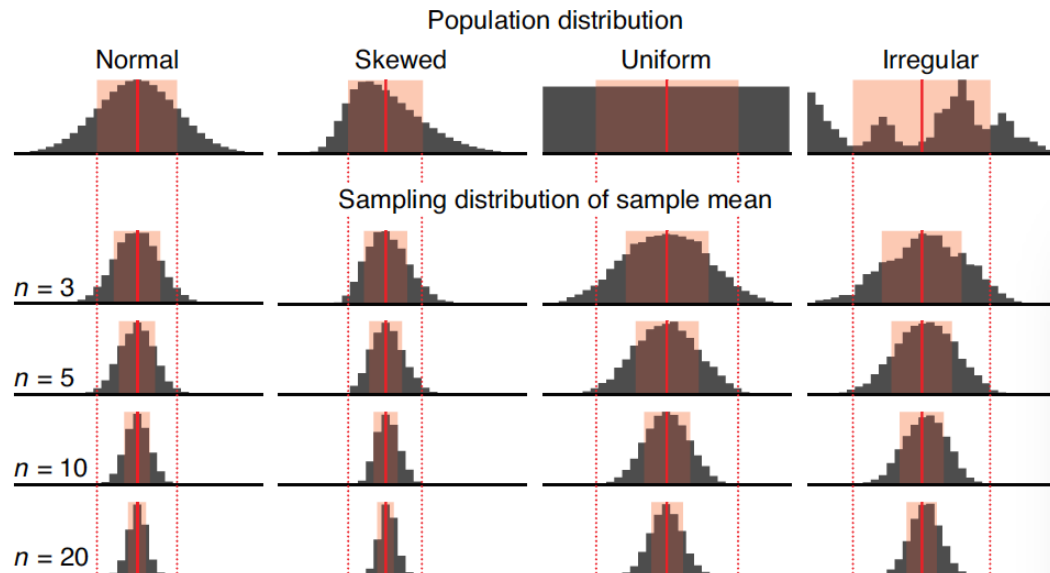 Population distribution
Normal Skewed Uniform Irregular
Sampling distribution of sample mean
n = 3
n = 5
n = 10
n = 20